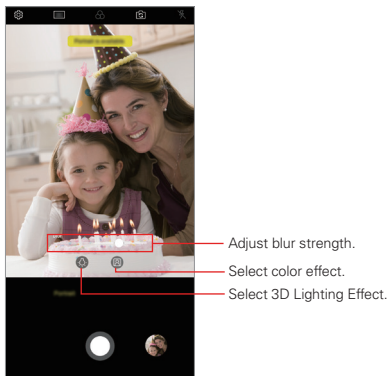 Portrait is available
Adjust blur strength.
Select color effect.
Select 3D Lighting Effect.
Portrait